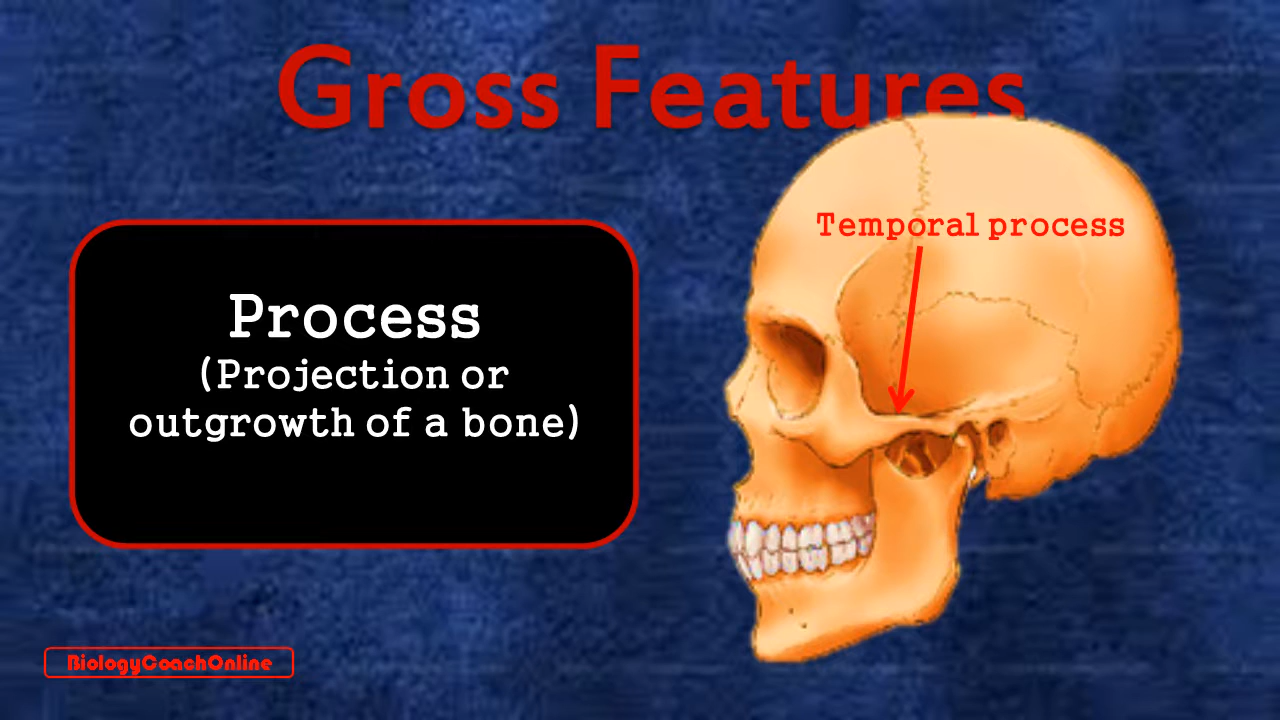 Gross Features
Temporal process
Process
(Projection or
outgrowth of a bone)
BiologyCoachOnline